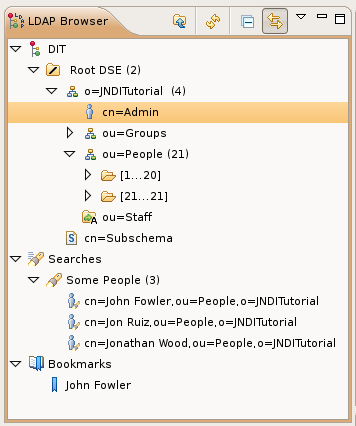 LDAP Browser
DIT
Root DSE (2)
o=JNDITutorial (4)
cn=Admin
ou=Groups
ou=People (21)
[1...20]
[21...21]
ou=Staff
cn=Subschema
Searches
Some People (3)
cn=John Fowler,ou=People,o=JNDITutorial
cn=Jon Ruiz,ou=People,o=JNDITutorial
cn=Jonathan Wood,ou=People,o=JNDITutorial
Bookmarks
John Fowler